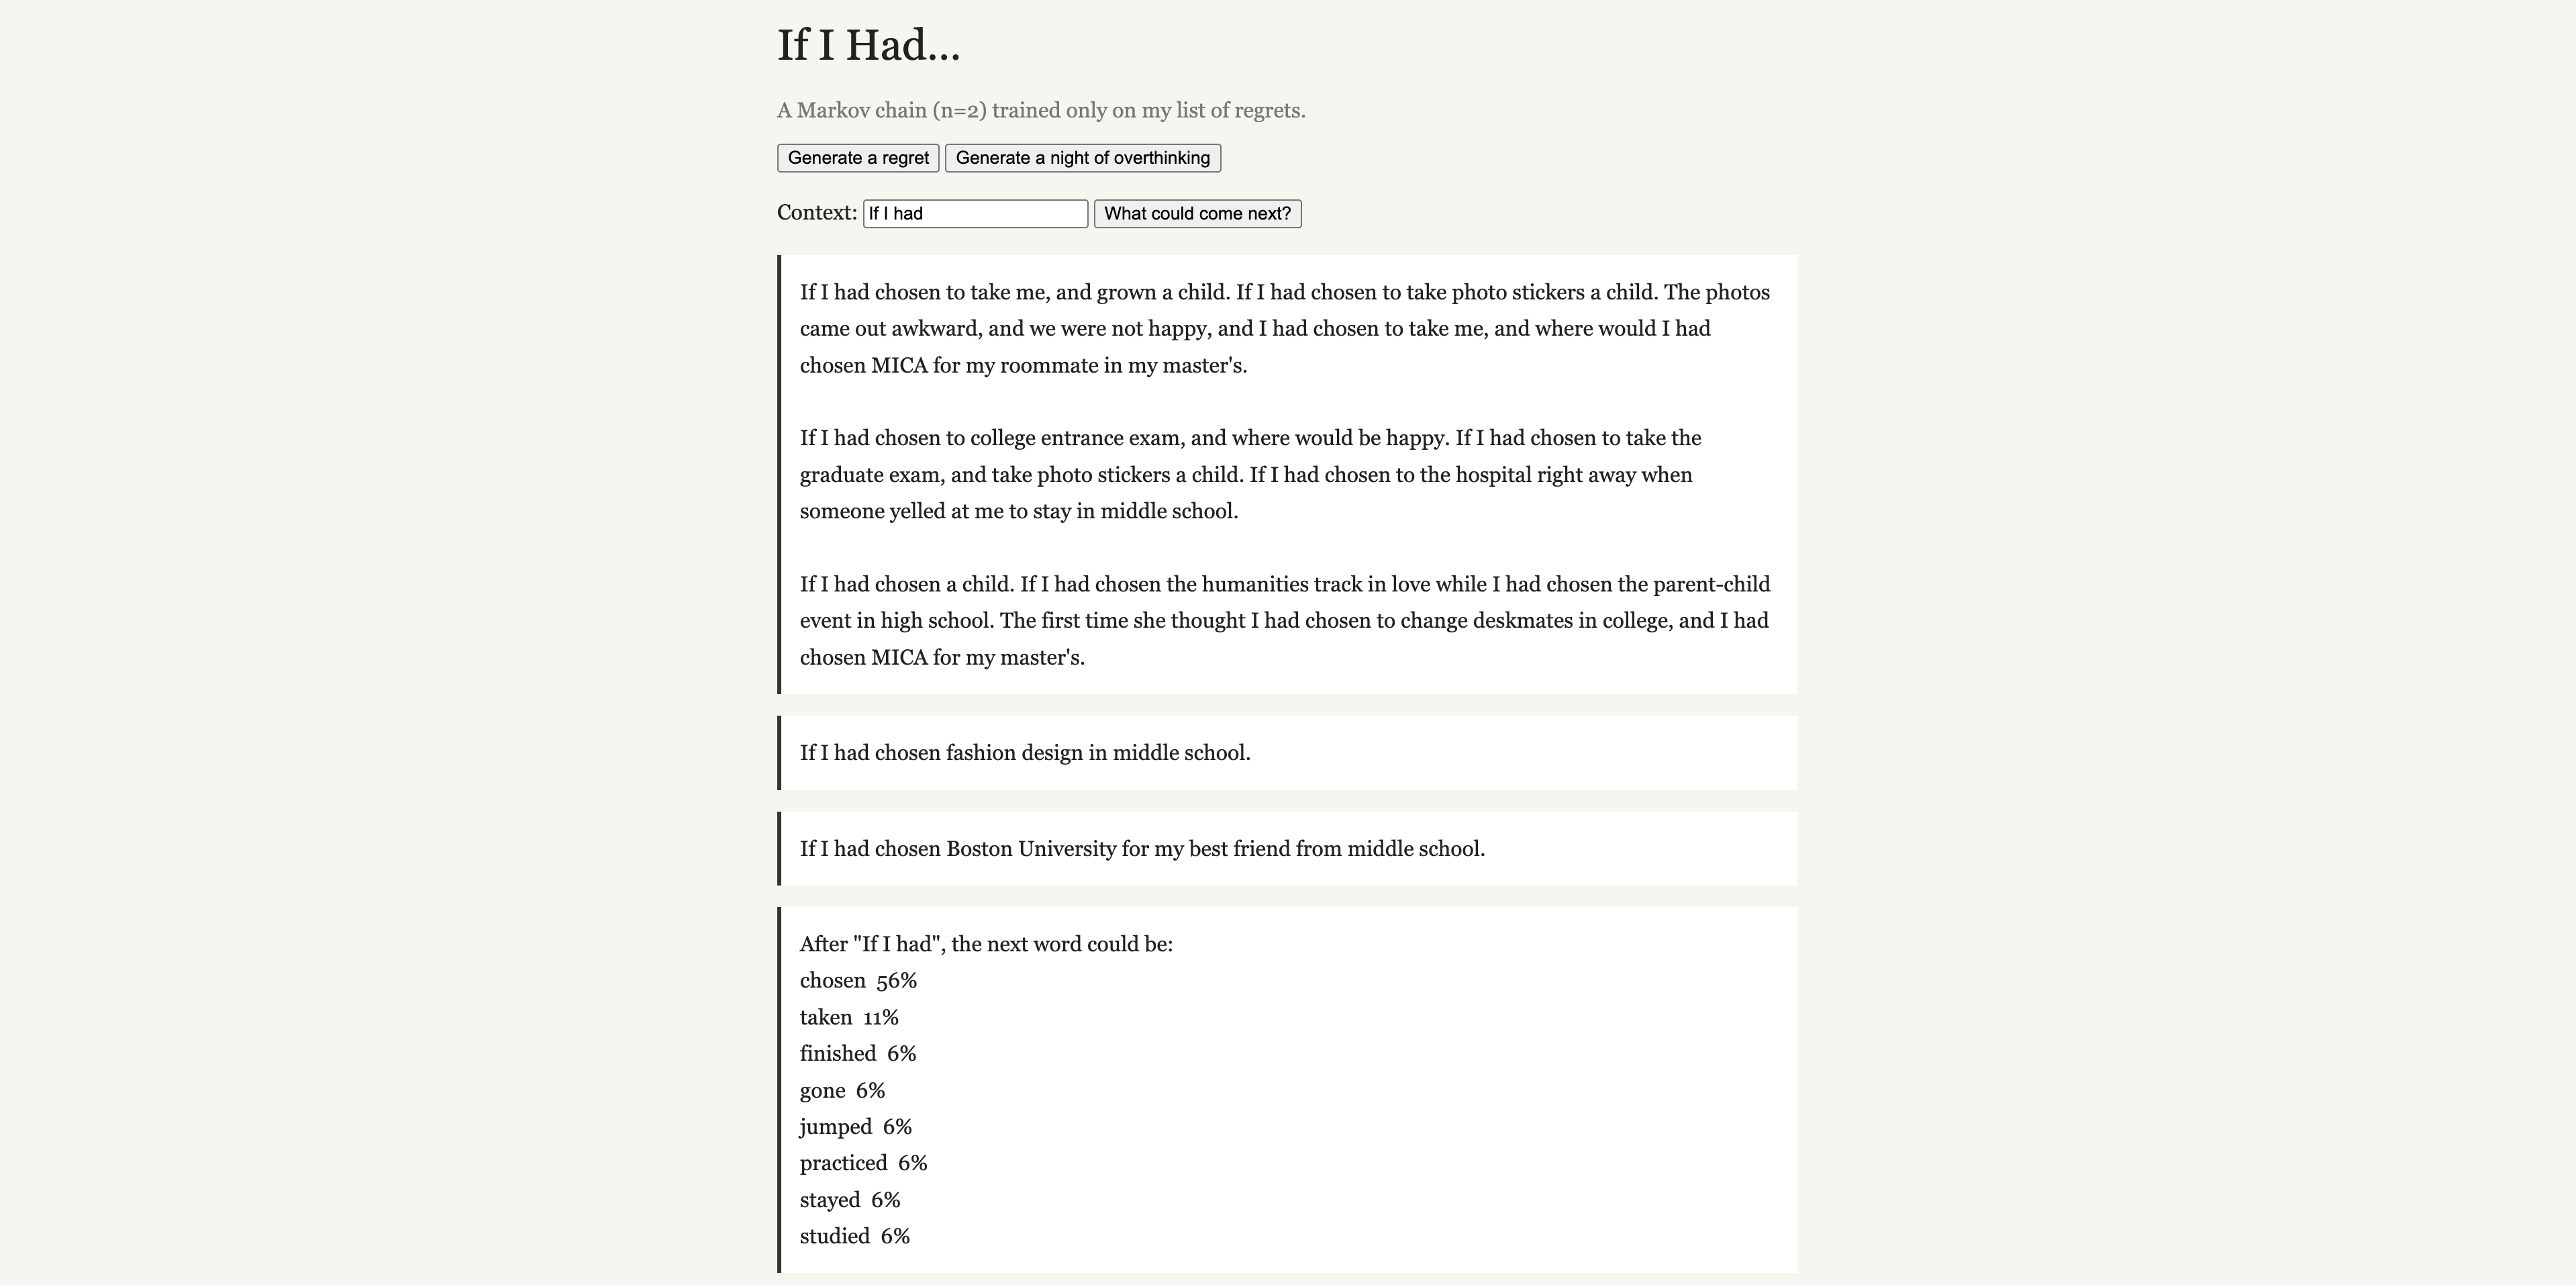 If I Had...
A Markov chain (n=2) trained only on my list of regrets.
Generate a regret Generate a night of overthinking
Context: If I had What could come next?
If I had chosen to take me, and grown a child. If I had chosen to take photo stickers a child. The photos
came out awkward, and we were not happy, and I had chosen to take me, and where would I had
chosen MICA for my roommate in my master's.
If I had chosen to college entrance exam, and where would be happy. If I had chosen to take the
graduate exam, and take photo stickers a child. If I had chosen to the hospital right away when
someone yelled at me to stay in middle school.
If I had chosen a child. If I had chosen the humanities track in love while I had chosen the parent-child
event in high school. The first time she thought I had chosen to change deskmates in college, and I had
chosen MICA for my master's.
If I had chosen fashion design in middle school.
If I had chosen Boston University for my best friend from middle school.
After "If I had", the next word could be:
chosen 56%
taken 11%
finished 6%
gone 6%
jumped 6%
practiced 6%
stayed 6%
studied 6%